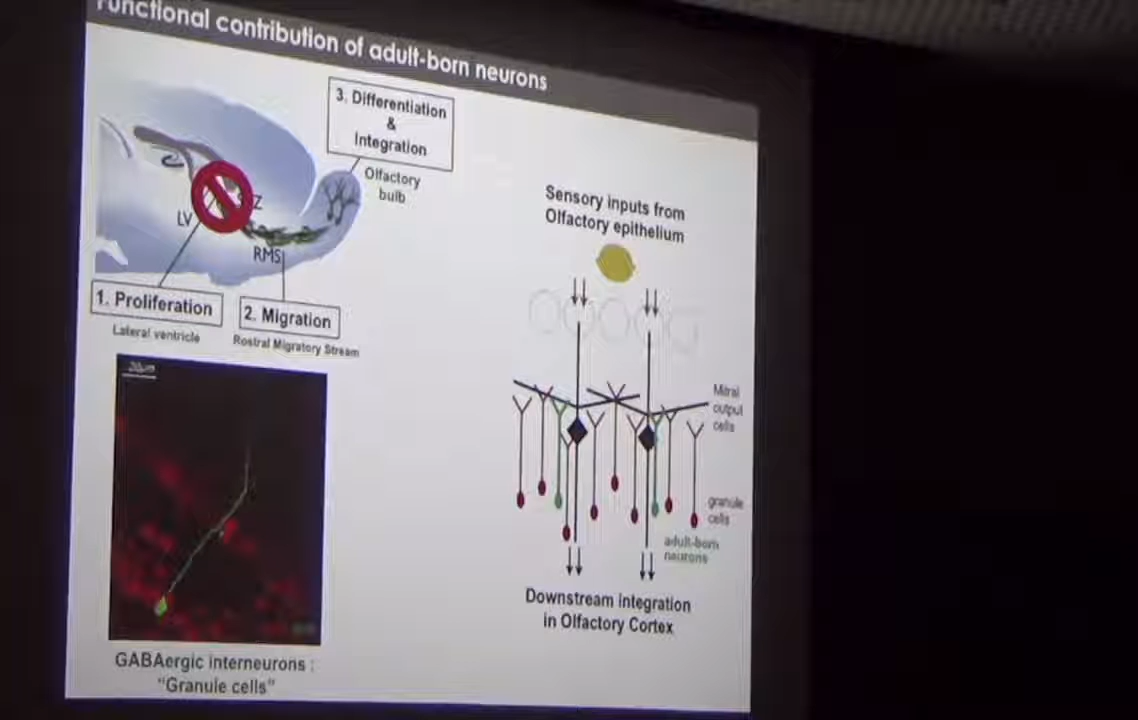 Functional contribution of adult-born neurons
3. Differentiation
&
Integration
Olfactory
bulb
LV
RMS
1. Proliferation
Lateral ventricle
2. Migration
Rostral Migratory Stream
20µm
GABAergic interneurons :
"Granule cells"
Sensory inputs from
Olfactory epithelium
Mitral
output
cells
granule
cells
adult-born
neurons
Downstream integration
in Olfactory Cortex